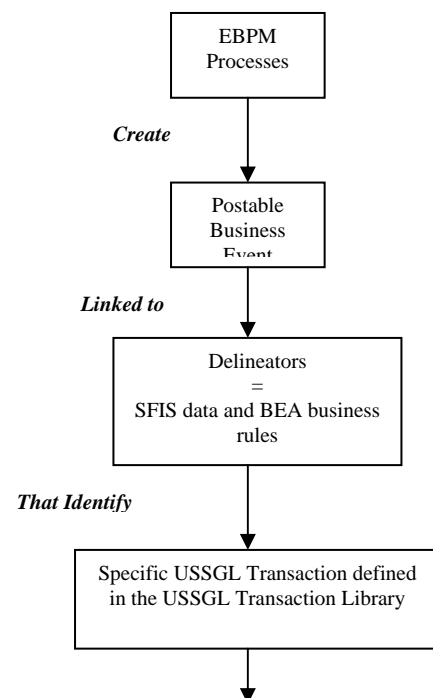 EBPM
Processes
Create
Postable
Business
Event
Linked to
Delineators
=
SFIS data and BEA business
rules
That Identify
Specific USSGL Transaction defined
in the USSGL Transaction Library